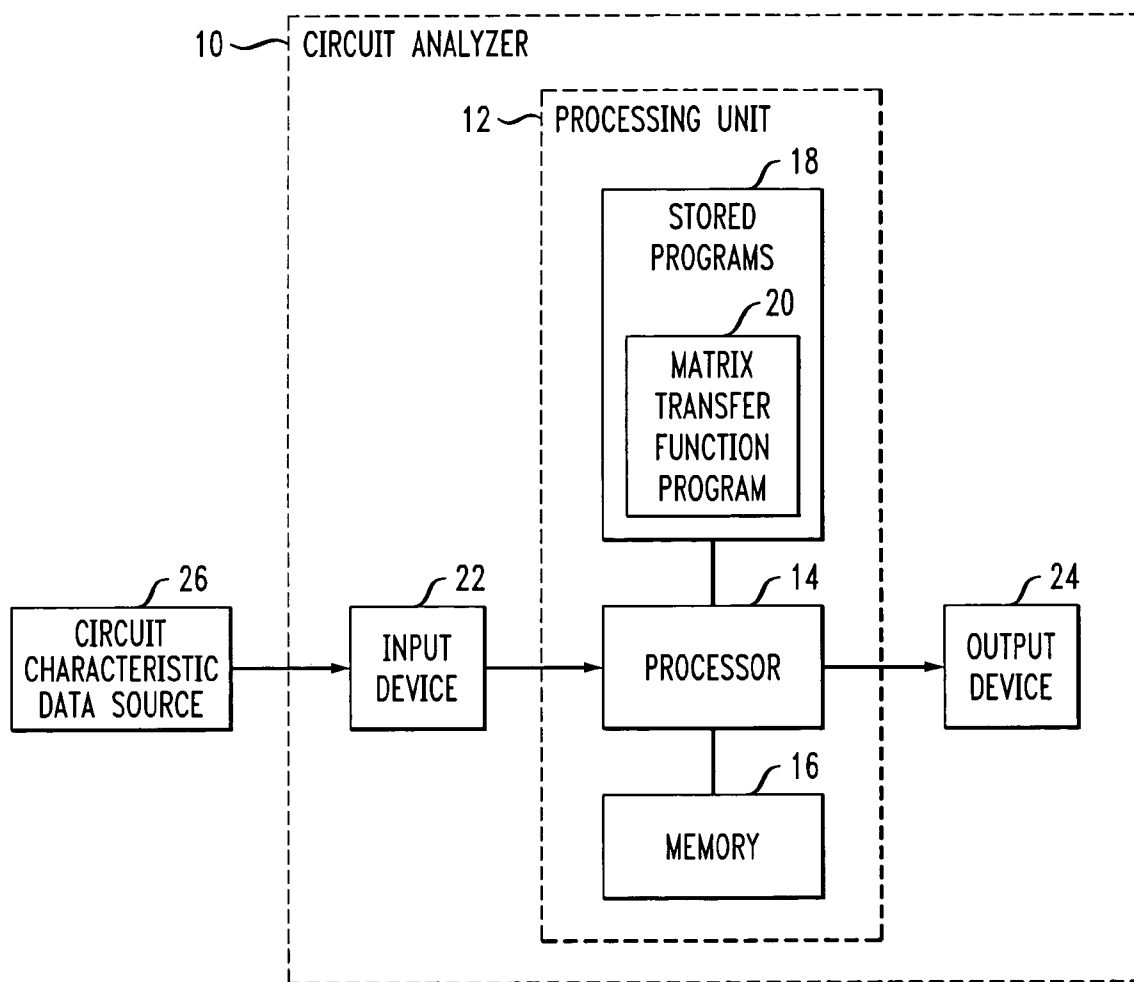 10
CIRCUIT ANALYZER
12
PROCESSING UNIT
18
STORED
PROGRAMS
20
MATRIX
TRANSFER
FUNCTION
PROGRAM
26
CIRCUIT
CHARACTERISTIC
DATA SOURCE
22
INPUT
DEVICE
14
PROCESSOR
24
OUTPUT
DEVICE
16
MEMORY